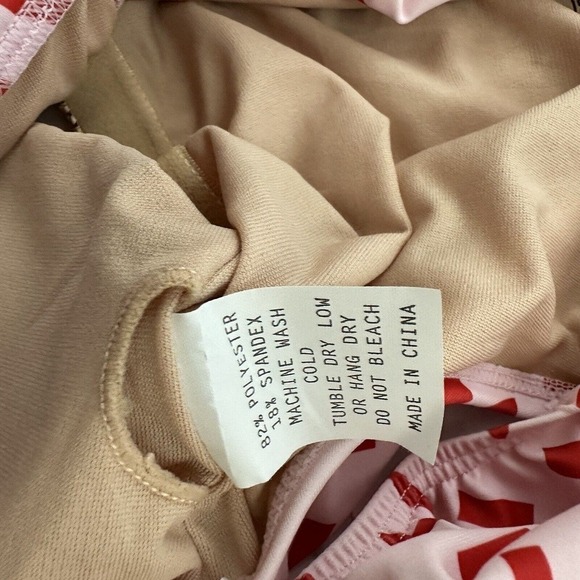 82% POLYESTER
18% SPANDEX
MACHINE WASH
COLD
TUMBLE DRY LOW
OR HANG DRY
DO NOT BLEACH
MADE IN CHINA